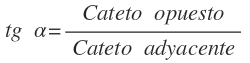 tg α = Cateto opuesto / Cateto adyacente